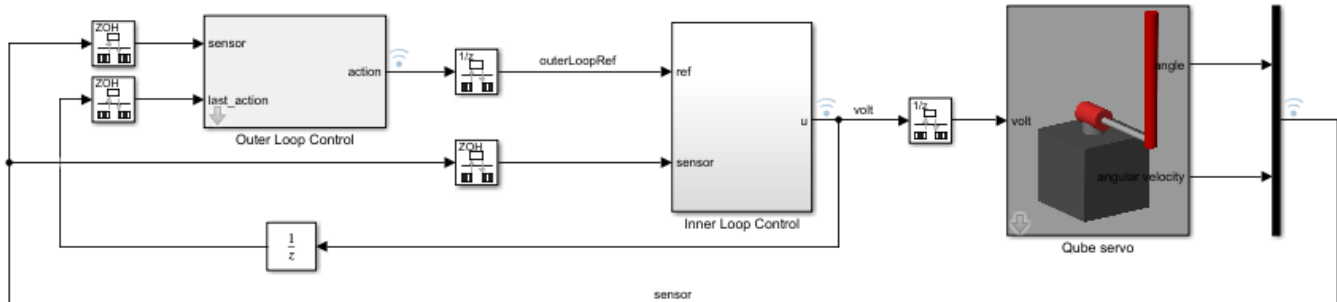 ZOH
sensor
action
1/z
outerLoopRef
ref
ZOH
last_action
Outer Loop Control
angle
volt
1/z
volt
u
ZOH
sensor
angular velocity
Inner Loop Control
1
z
Qube servo
sensor